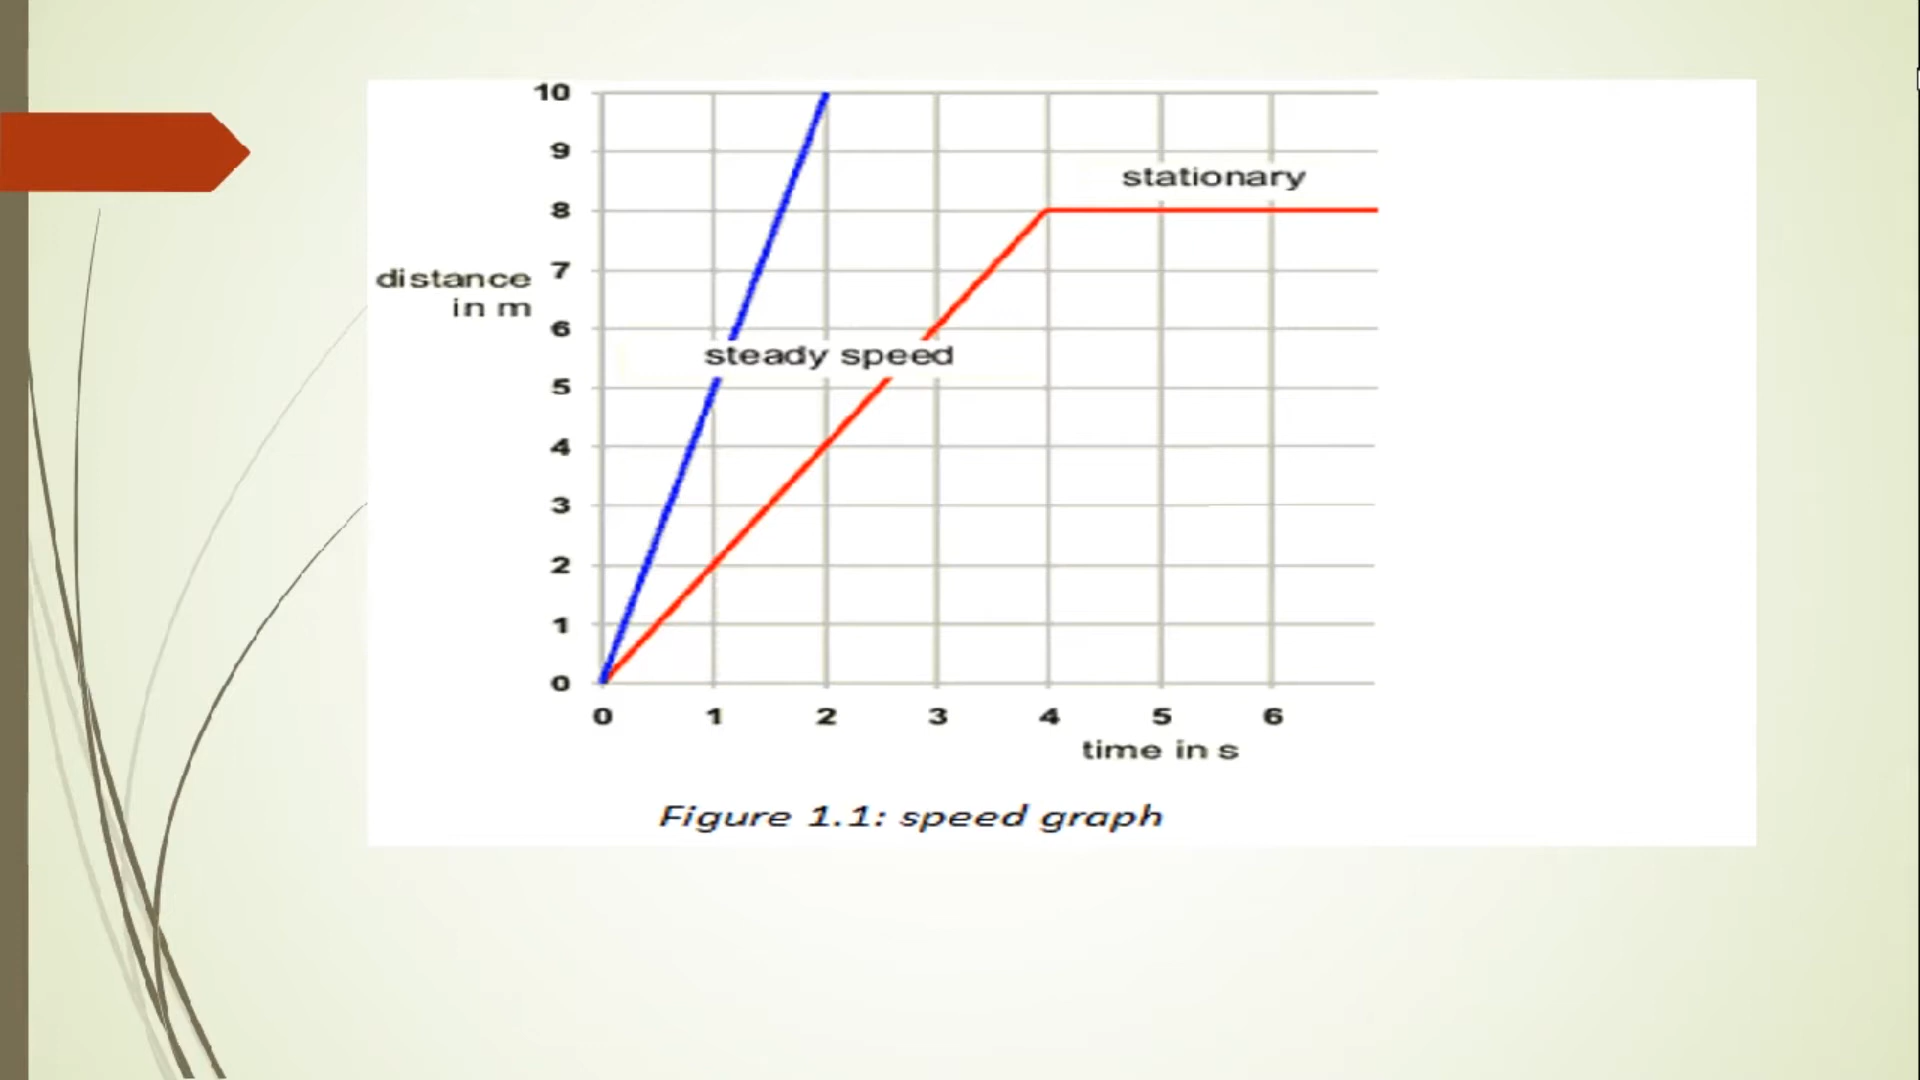 10
9
stationary
8
distance
in m
7
6
steady speed
5
4
3
2
1
0
0 1 2 3 4 5 6
time in s
Figure 1.1: speed graph